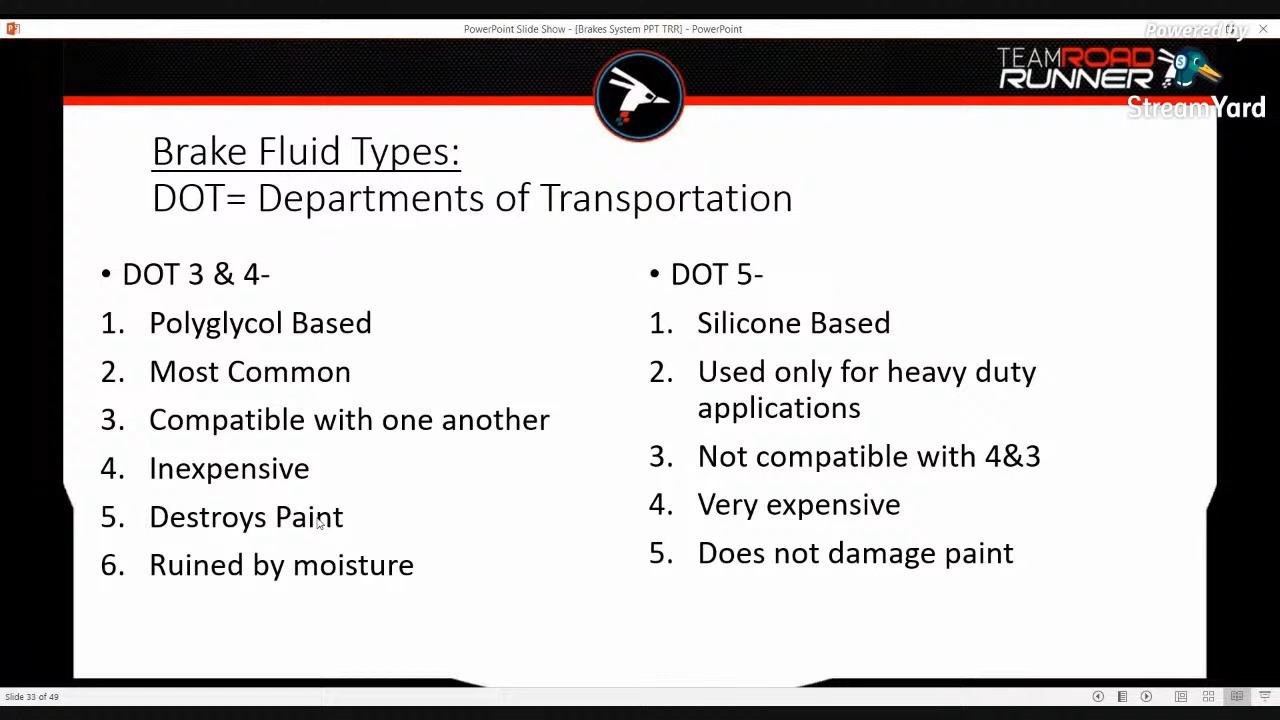 PowerPoint Slide Show - [Brakes System PPT TRR] - PowerPoint
Powered by
TEAMROAD
RUNNER
StreamYard
Brake Fluid Types:
DOT= Departments of Transportation
• DOT 3 & 4-
1. Polyglycol Based
2. Most Common
3. Compatible with one another
4. Inexpensive
5. Destroys Paint
6. Ruined by moisture
• DOT 5-
1. Silicone Based
2. Used only for heavy duty
applications
3. Not compatible with 4&3
4. Very expensive
5. Does not damage paint
Slide 33 of 49